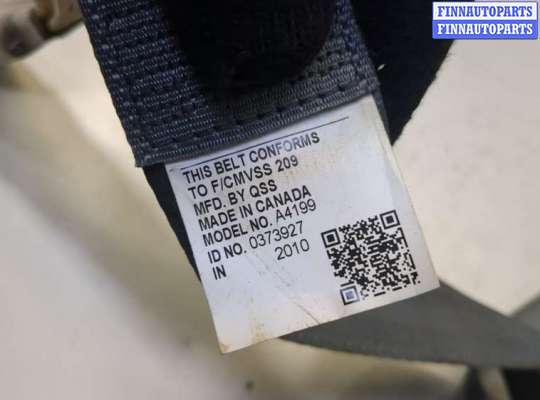 FINNAUTOPARTS
FINNAUTOPARTS
THIS BELT CONFORMS
TO F/CMVSS 209
MFD. BY QSS
MADE IN CANADA
MODEL NO. A4199
ID NO. 0373927
IN 2010